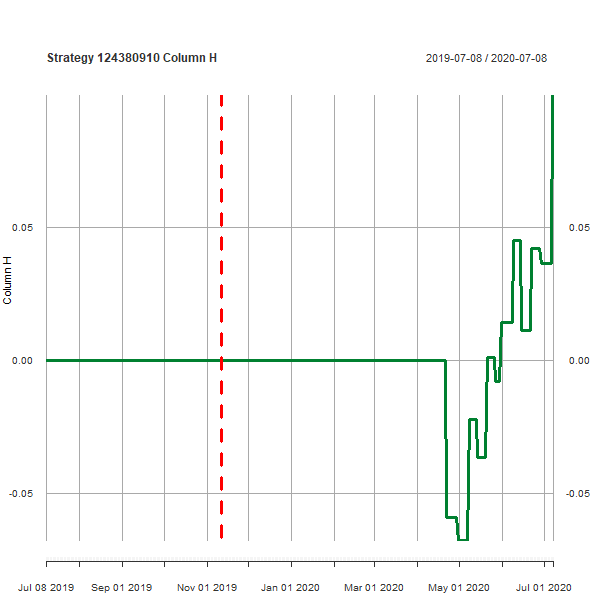 Strategy 124380910 Column H
2019-07-08 / 2020-07-08
0.05
0.05
Column H
0.00
0.00
-0.05
-0.05
Jul 08 2019
Sep 01 2019
Nov 01 2019
Jan 01 2020
Mar 01 2020
May 01 2020
Jul 01 2020